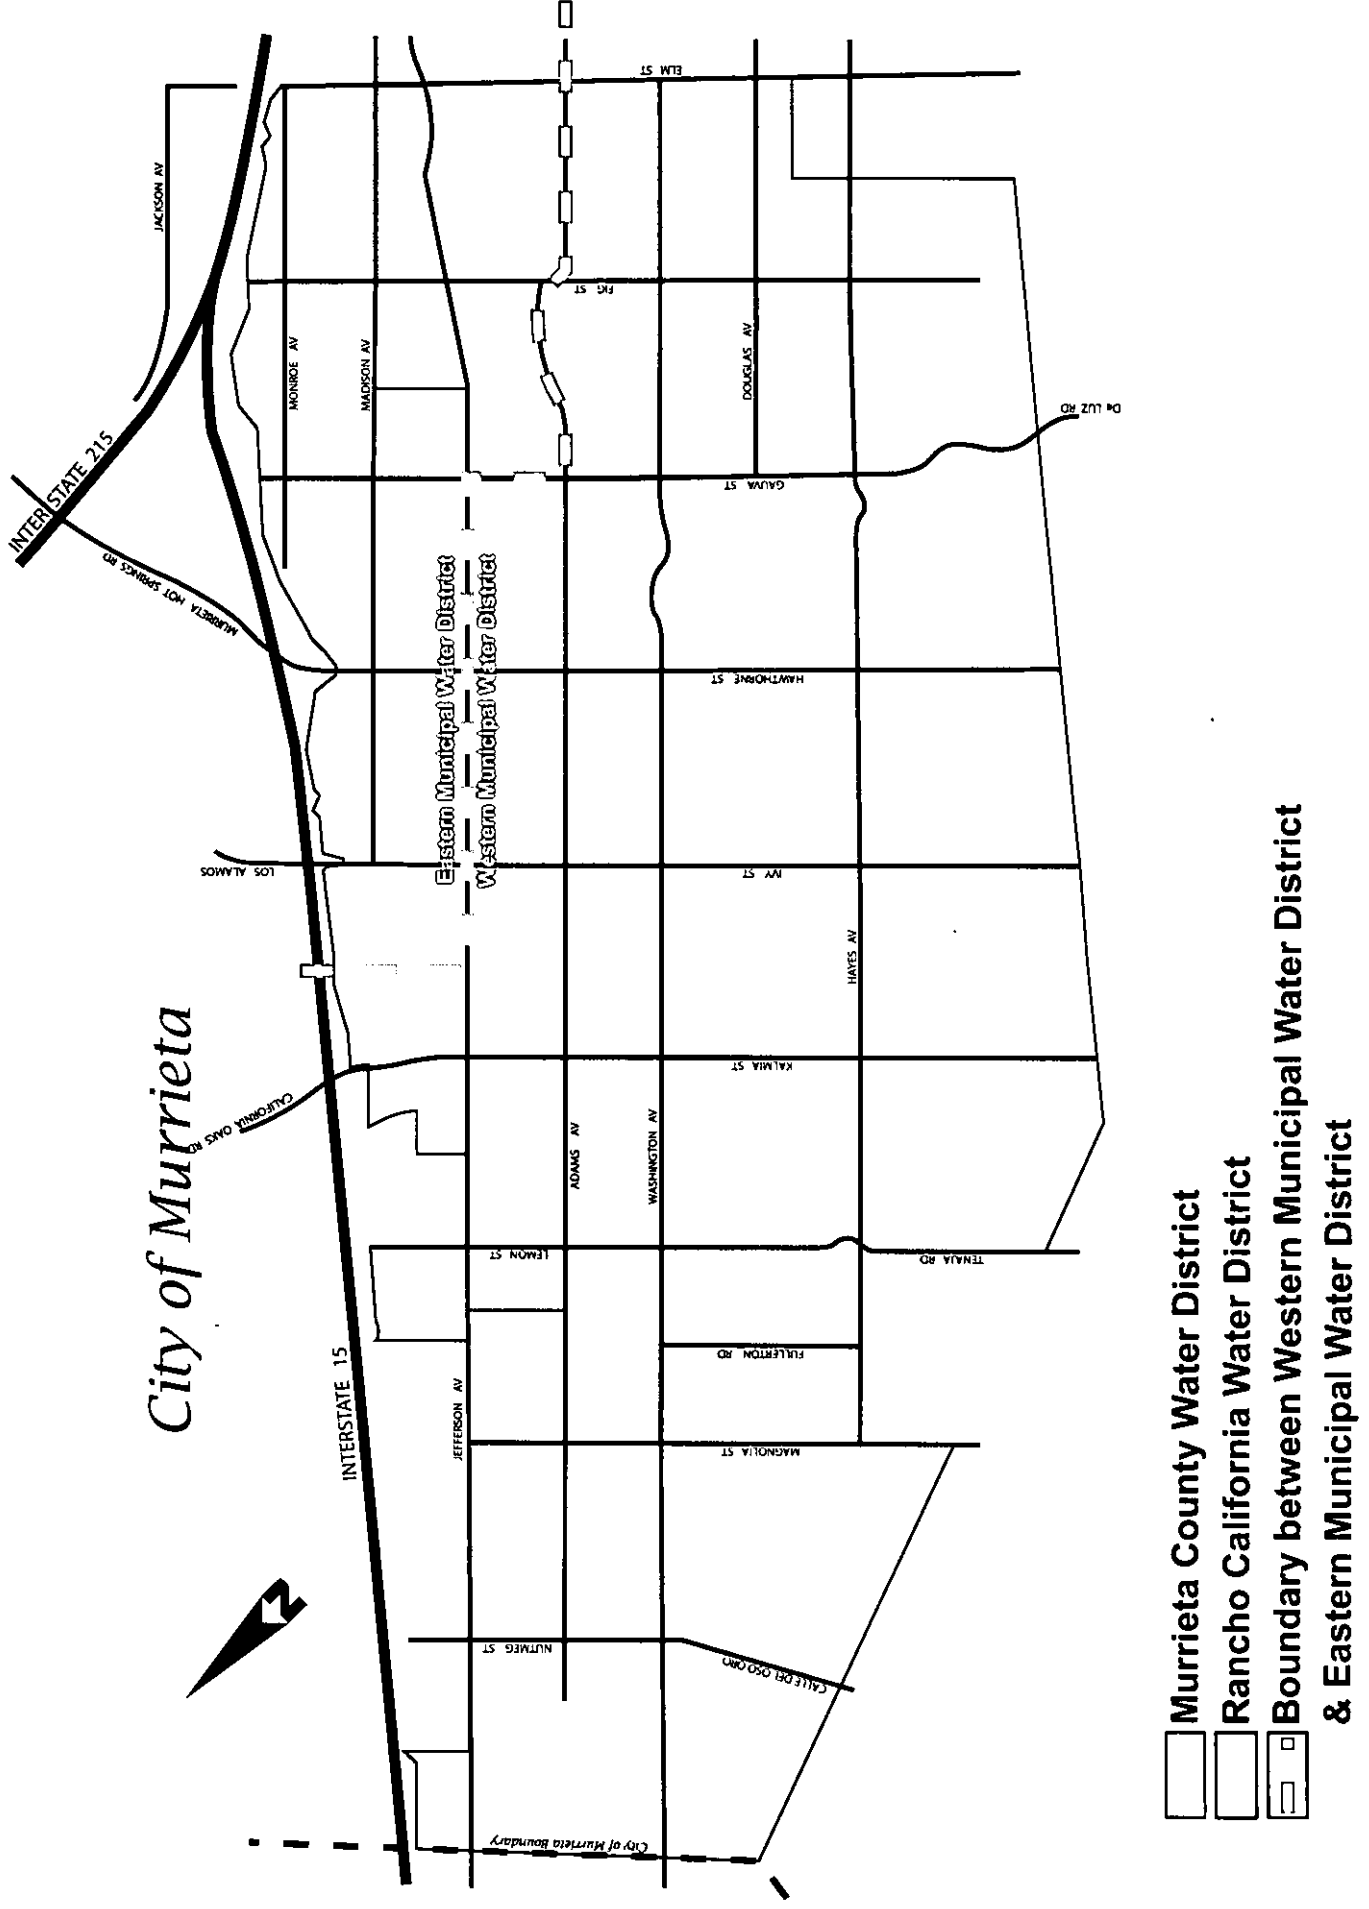 City of Murrieta
INTERSTATE 15
INTERSTATE 215
JACKSON AV
MURRIETA HOT SPRINGS RD
LOS ALAMOS
CALIFORNIA OAKS RD
MONROE AV
MADISON AV
JEFFERSON AV
ADAMS AV
WASHINGTON AV
DOUGLAS AV
HAYES AV
Eastern Municipal Water District
Western Municipal Water District
City of Murrieta Boundary
NUTMEG ST
CALLE DEL OSO ORO
MAGNOLIA ST
FULLERTON RD
LEMON ST
TENAJA RD
KALMIA ST
IVY ST
HAWTHORNE ST
GAUVA ST
De LUZ RD
FIG ST
ELM ST
N
Murrieta County Water District
Rancho California Water District
Boundary between Western Municipal Water District
& Eastern Municipal Water District